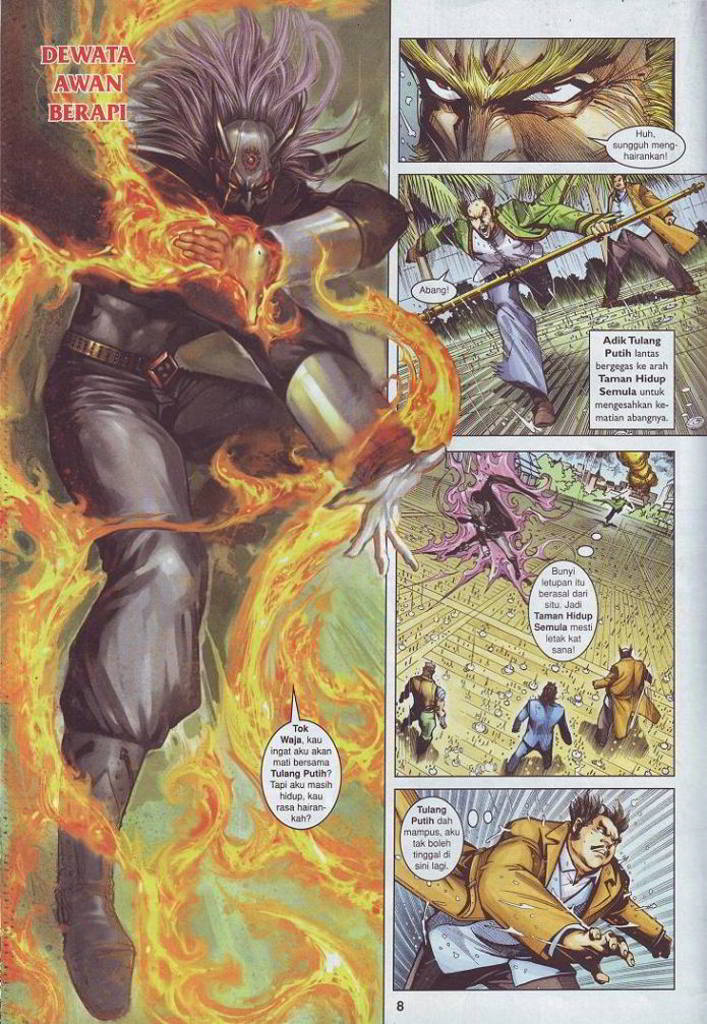 DEWATA
AWAN
BERAPI
Tok
Waja, kau
ingat aku akan
mati bersama
Tulang Putih?
Tapi aku masih
hidup, kau
rasa hairan-
kah?
Huh,
sungguh meng-
hairankan!
Abang!
Adik Tulang
Putih lantas
bergegas ke arah
Taman Hidup
Semula untuk
mengesahkan ke-
matian abangnya.
Bunyi
letupan itu
berasal dari
situ. Jadi
Taman Hidup
Semula mesti
letak kat
sana!
Tulang
Putih dah
mampus, aku
tak boleh
tinggal di
sini lagi.
8